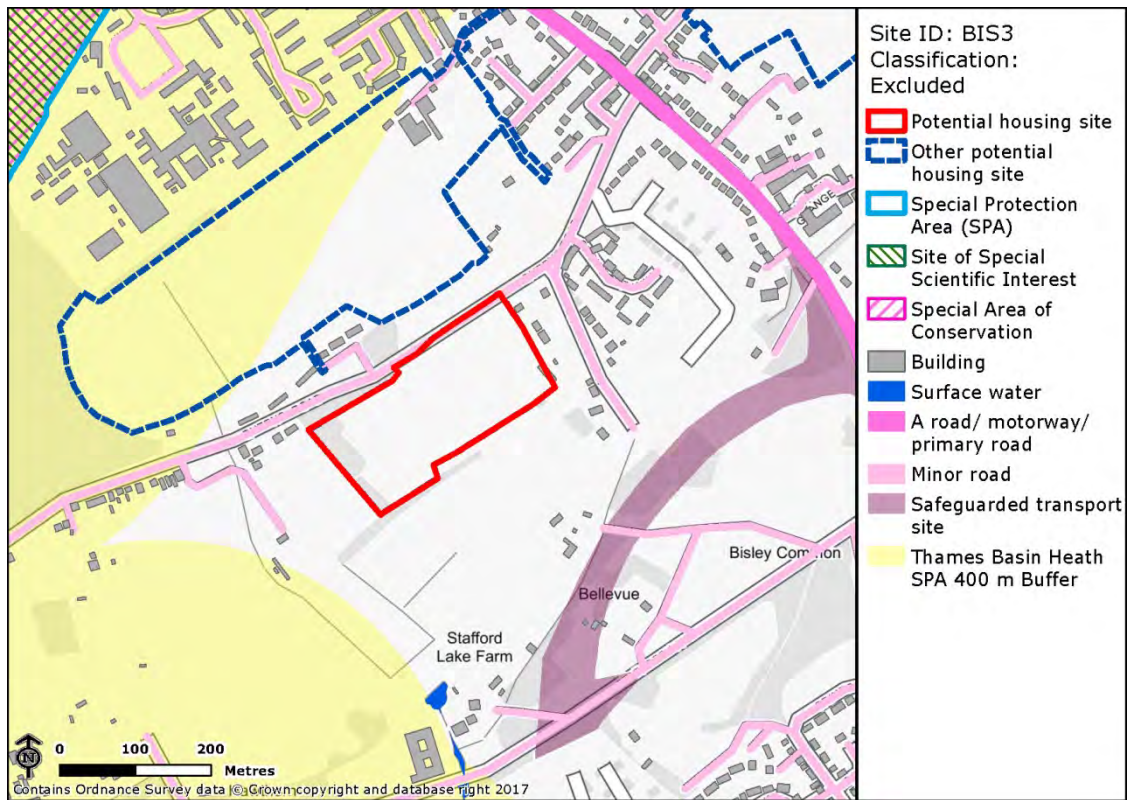 Site ID: BIS3
Classification:
Excluded
Potential housing site
Other potential
housing site
Special Protection
Area (SPA)
Site of Special
Scientific Interest
Special Area of
Conservation
Building
Surface water
A road/ motorway/
primary road
Minor road
Safeguarded transport
site
Thames Basin Heath
SPA 400 m Buffer
Bisley Common
Bellevue
Stafford
Lake Farm
N
0 100 200
Metres
Contains Ordnance Survey data © Crown copyright and database right 2017